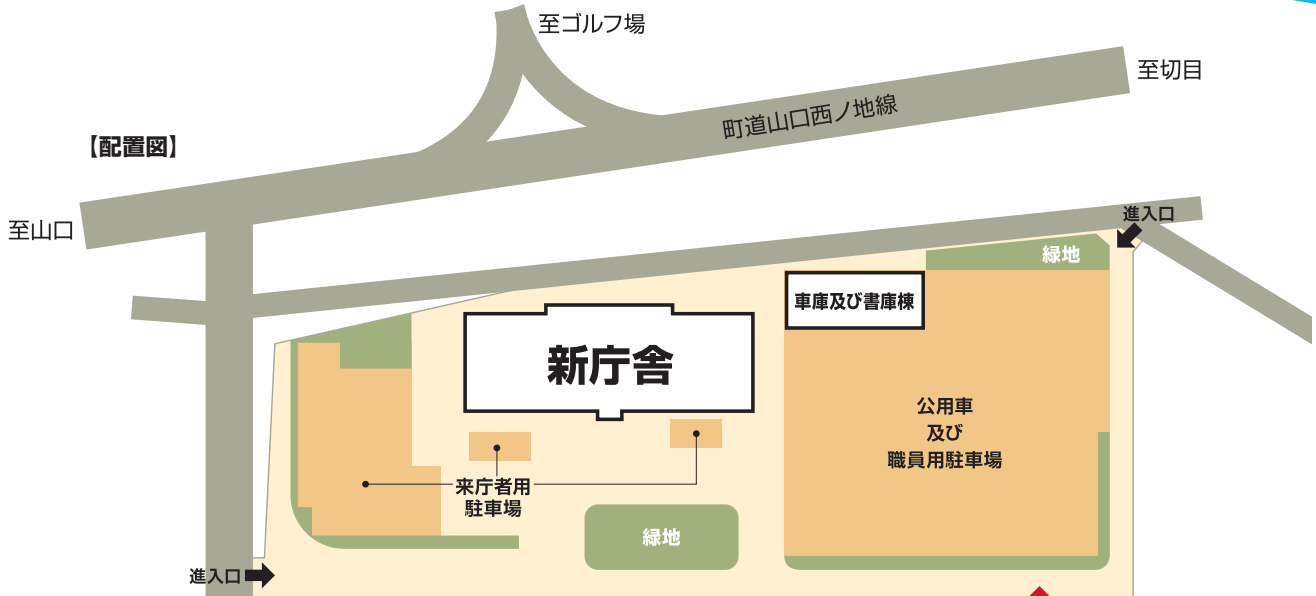 至ゴルフ場
至切目
町道山口西ノ地線
【配置図】
至山口
進入口
緑地
車庫及び書庫棟
新庁舎
公用車
及び
職員用駐車場
来庁者用
駐車場
緑地
進入口